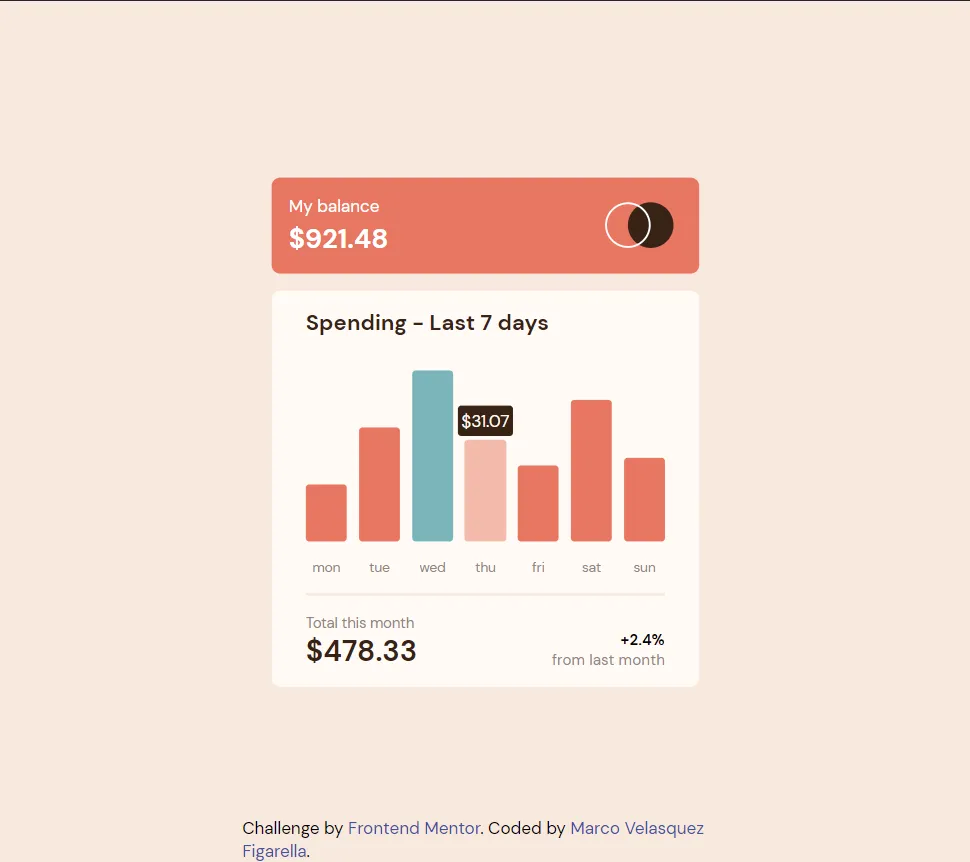 My balance
$921.48
Spending - Last 7 days
$31.07
mon tue wed thu fri sat sun
Total this month
$478.33
+2.4%
from last month
Challenge by Frontend Mentor. Coded by Marco Velasquez
Figarella.